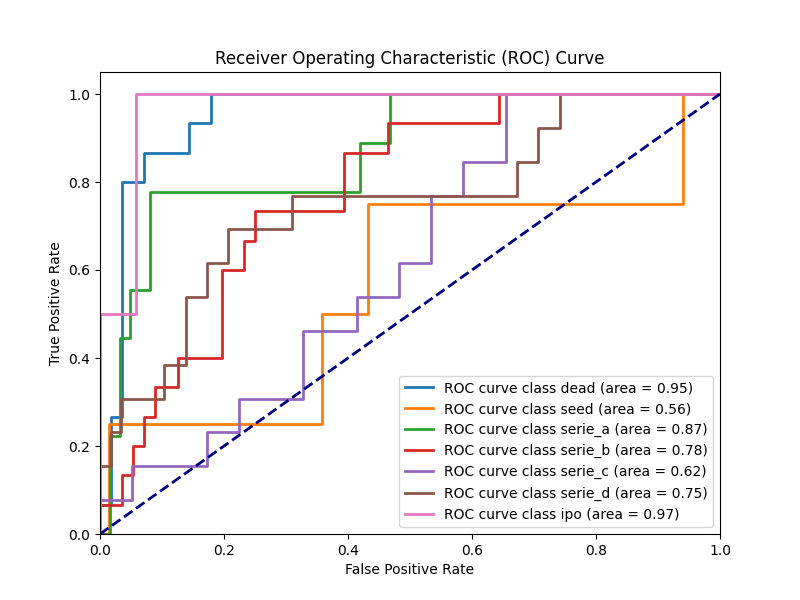 Receiver Operating Characteristic (ROC) Curve
True Positive Rate
1.0
0.8
0.6
0.4
0.2
0.0
ROC curve class dead (area = 0.95)
ROC curve class seed (area = 0.56)
ROC curve class serie_a (area = 0.87)
ROC curve class serie_b (area = 0.78)
ROC curve class serie_c (area = 0.62)
ROC curve class serie_d (area = 0.75)
ROC curve class ipo (area = 0.97)
0.0 0.2 0.4 0.6 0.8 1.0
False Positive Rate